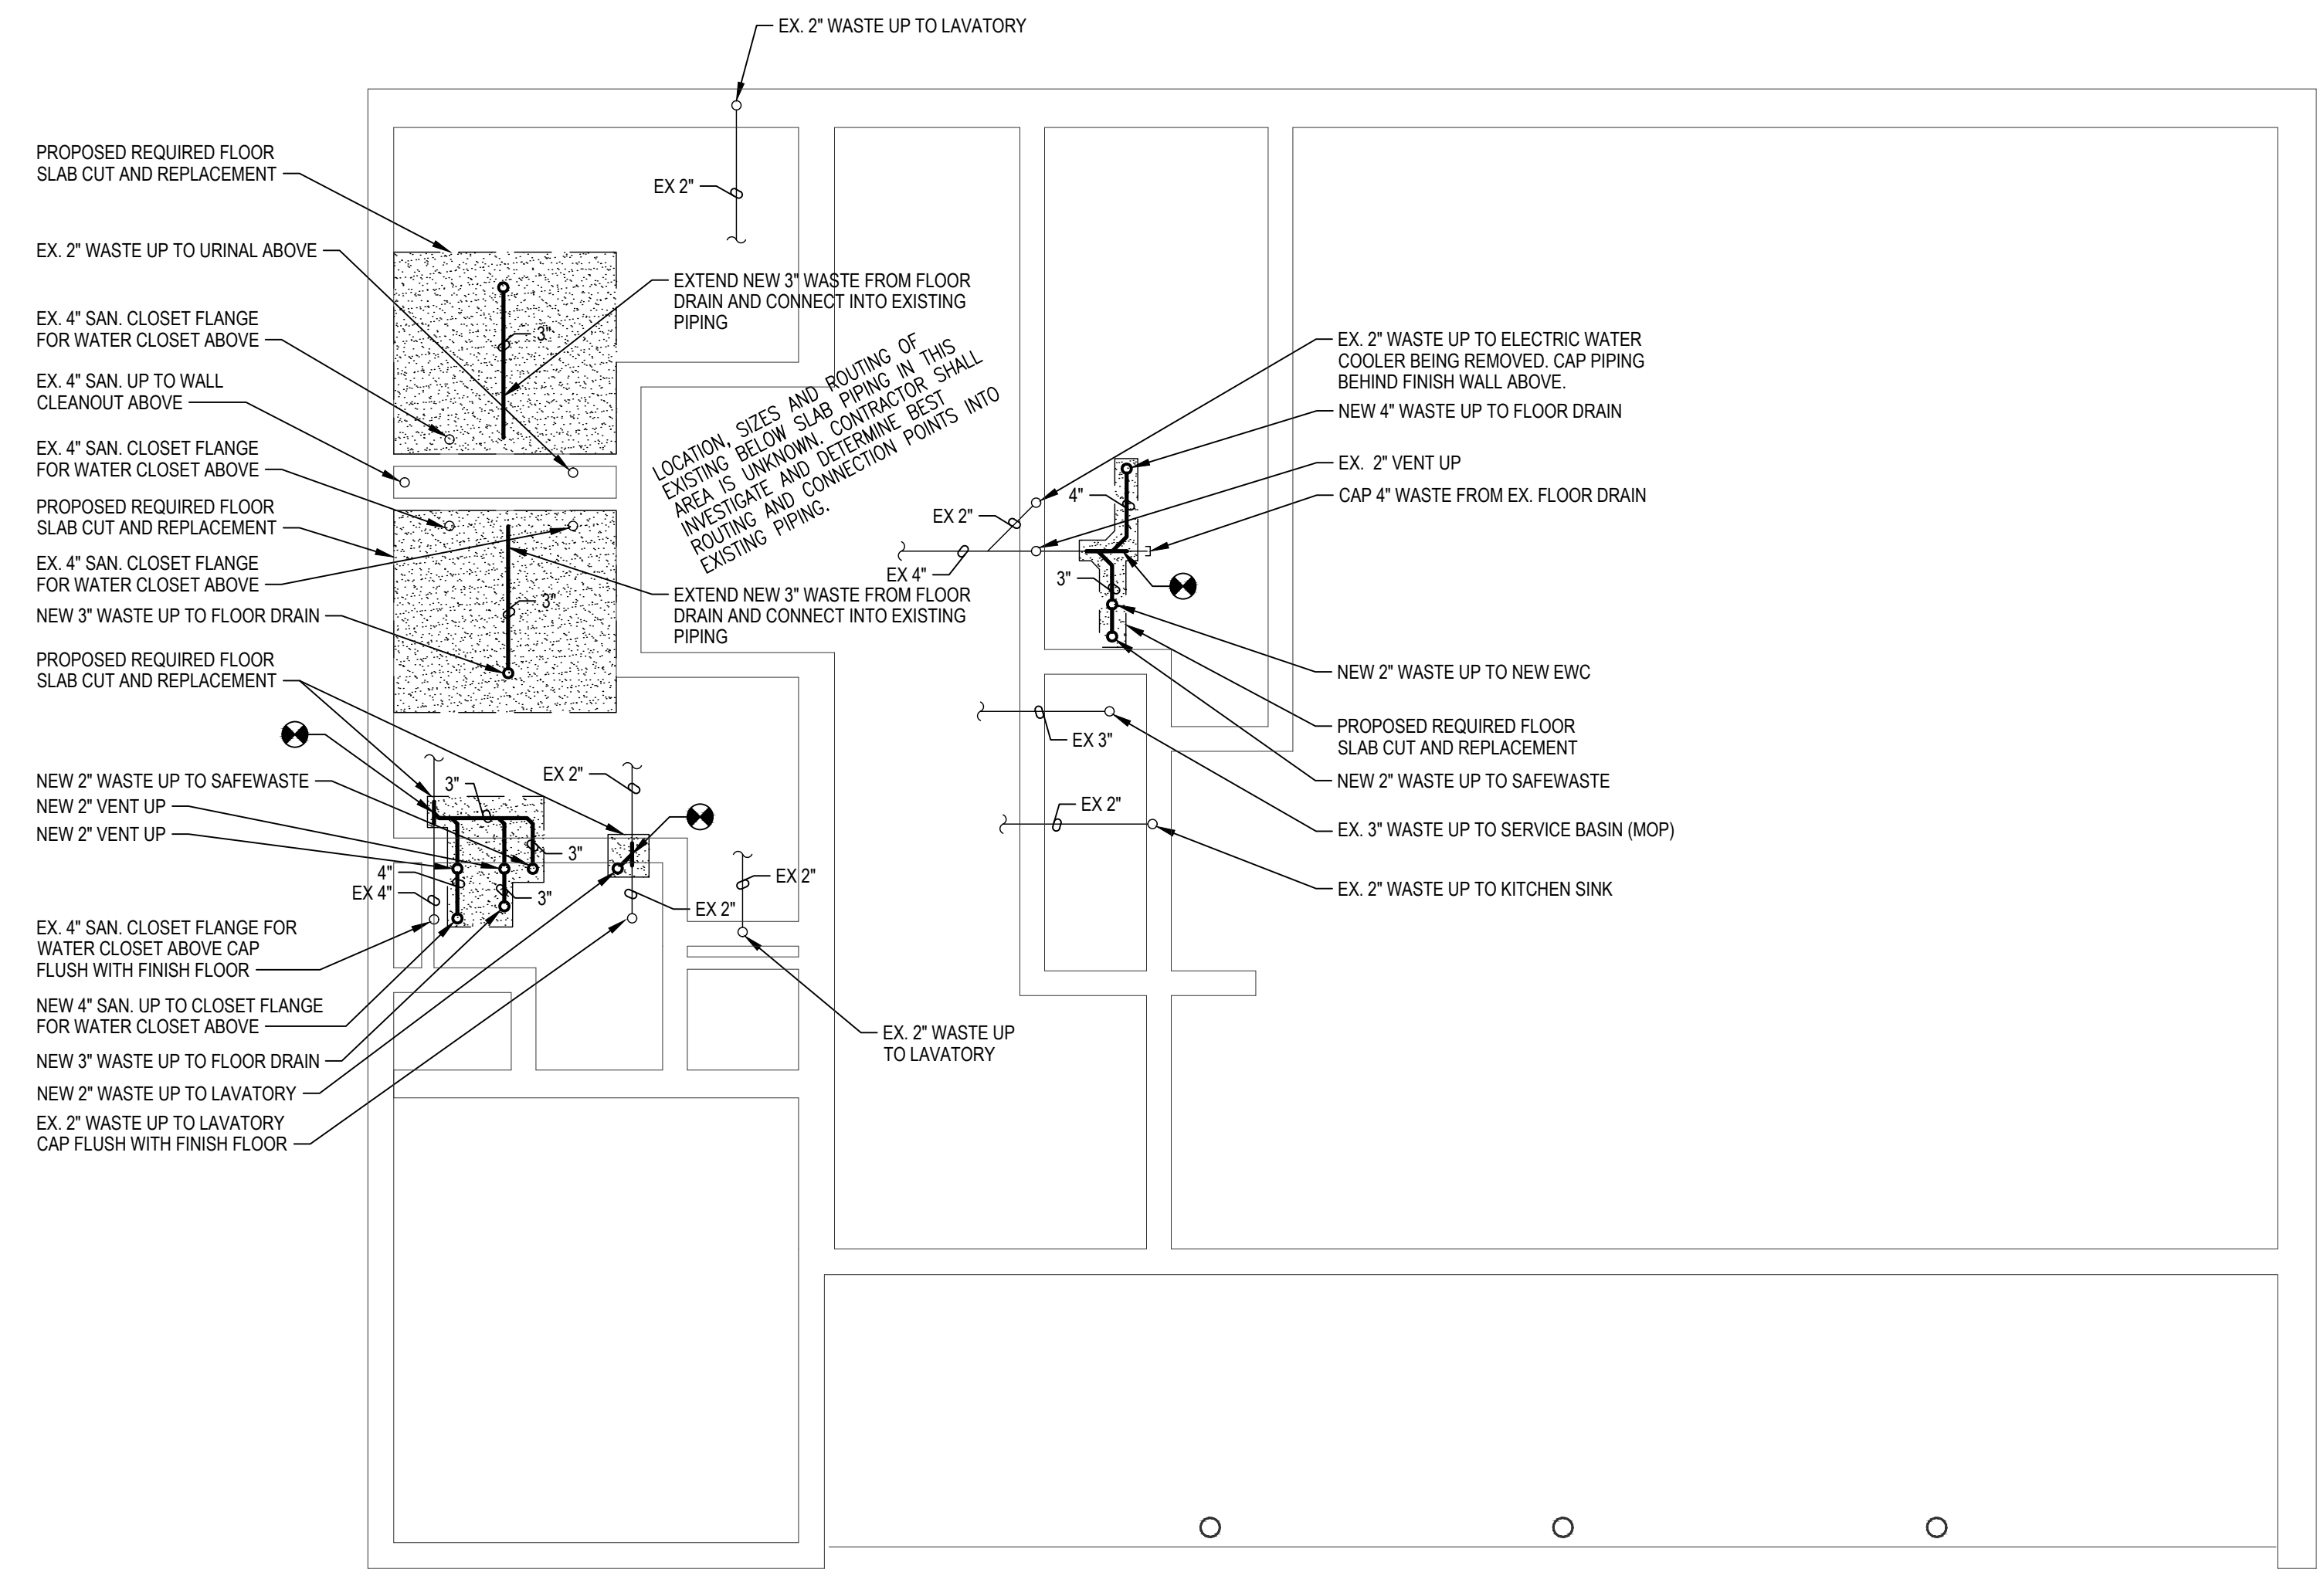 EX. 2" WASTE UP TO LAVATORY
PROPOSED REQUIRED FLOOR
SLAB CUT AND REPLACEMENT
EX. 2" WASTE UP TO URINAL ABOVE
EX. 4" SAN. CLOSET FLANGE
FOR WATER CLOSET ABOVE
EX. 4" SAN. UP TO WALL
CLEANOUT ABOVE
EX. 4" SAN. CLOSET FLANGE
FOR WATER CLOSET ABOVE
PROPOSED REQUIRED FLOOR
SLAB CUT AND REPLACEMENT
EX. 4" SAN. CLOSET FLANGE
FOR WATER CLOSET ABOVE
NEW 3" WASTE UP TO FLOOR DRAIN
PROPOSED REQUIRED FLOOR
SLAB CUT AND REPLACEMENT
NEW 2" WASTE UP TO SAFEWASTE
NEW 2" VENT UP
NEW 2" VENT UP
EX. 4" SAN. CLOSET FLANGE FOR
WATER CLOSET ABOVE CAP
FLUSH WITH FINISH FLOOR
NEW 4" SAN. UP TO CLOSET FLANGE
FOR WATER CLOSET ABOVE
NEW 3" WASTE UP TO FLOOR DRAIN
NEW 2" WASTE UP TO LAVATORY
EX. 2" WASTE UP TO LAVATORY
CAP FLUSH WITH FINISH FLOOR
EX 2"
EXTEND NEW 3" WASTE FROM FLOOR
DRAIN AND CONNECT INTO EXISTING
PIPING
3"
LOCATION, SIZES AND ROUTING OF
EXISTING BELOW SLAB PIPING IN THIS
AREA IS UNKNOWN. CONTRACTOR SHALL
INVESTIGATE AND DETERMINE BEST
ROUTING AND CONNECTION POINTS INTO
EXISTING PIPING.
3"
EXTEND NEW 3" WASTE FROM FLOOR
DRAIN AND CONNECT INTO EXISTING
PIPING
3"
EX 2"
3"
4"
EX 4"
3"
EX 2"
EX 2"
EX. 2" WASTE UP
TO LAVATORY
4"
EX 2"
EX 4"
3"
EX 3"
EX 2"
EX. 2" WASTE UP TO ELECTRIC WATER
COOLER BEING REMOVED. CAP PIPING
BEHIND FINISH WALL ABOVE.
NEW 4" WASTE UP TO FLOOR DRAIN
EX. 2" VENT UP
CAP 4" WASTE FROM EX. FLOOR DRAIN
NEW 2" WASTE UP TO NEW EWC
PROPOSED REQUIRED FLOOR
SLAB CUT AND REPLACEMENT
NEW 2" WASTE UP TO SAFEWASTE
EX. 3" WASTE UP TO SERVICE BASIN (MOP)
EX. 2" WASTE UP TO KITCHEN SINK